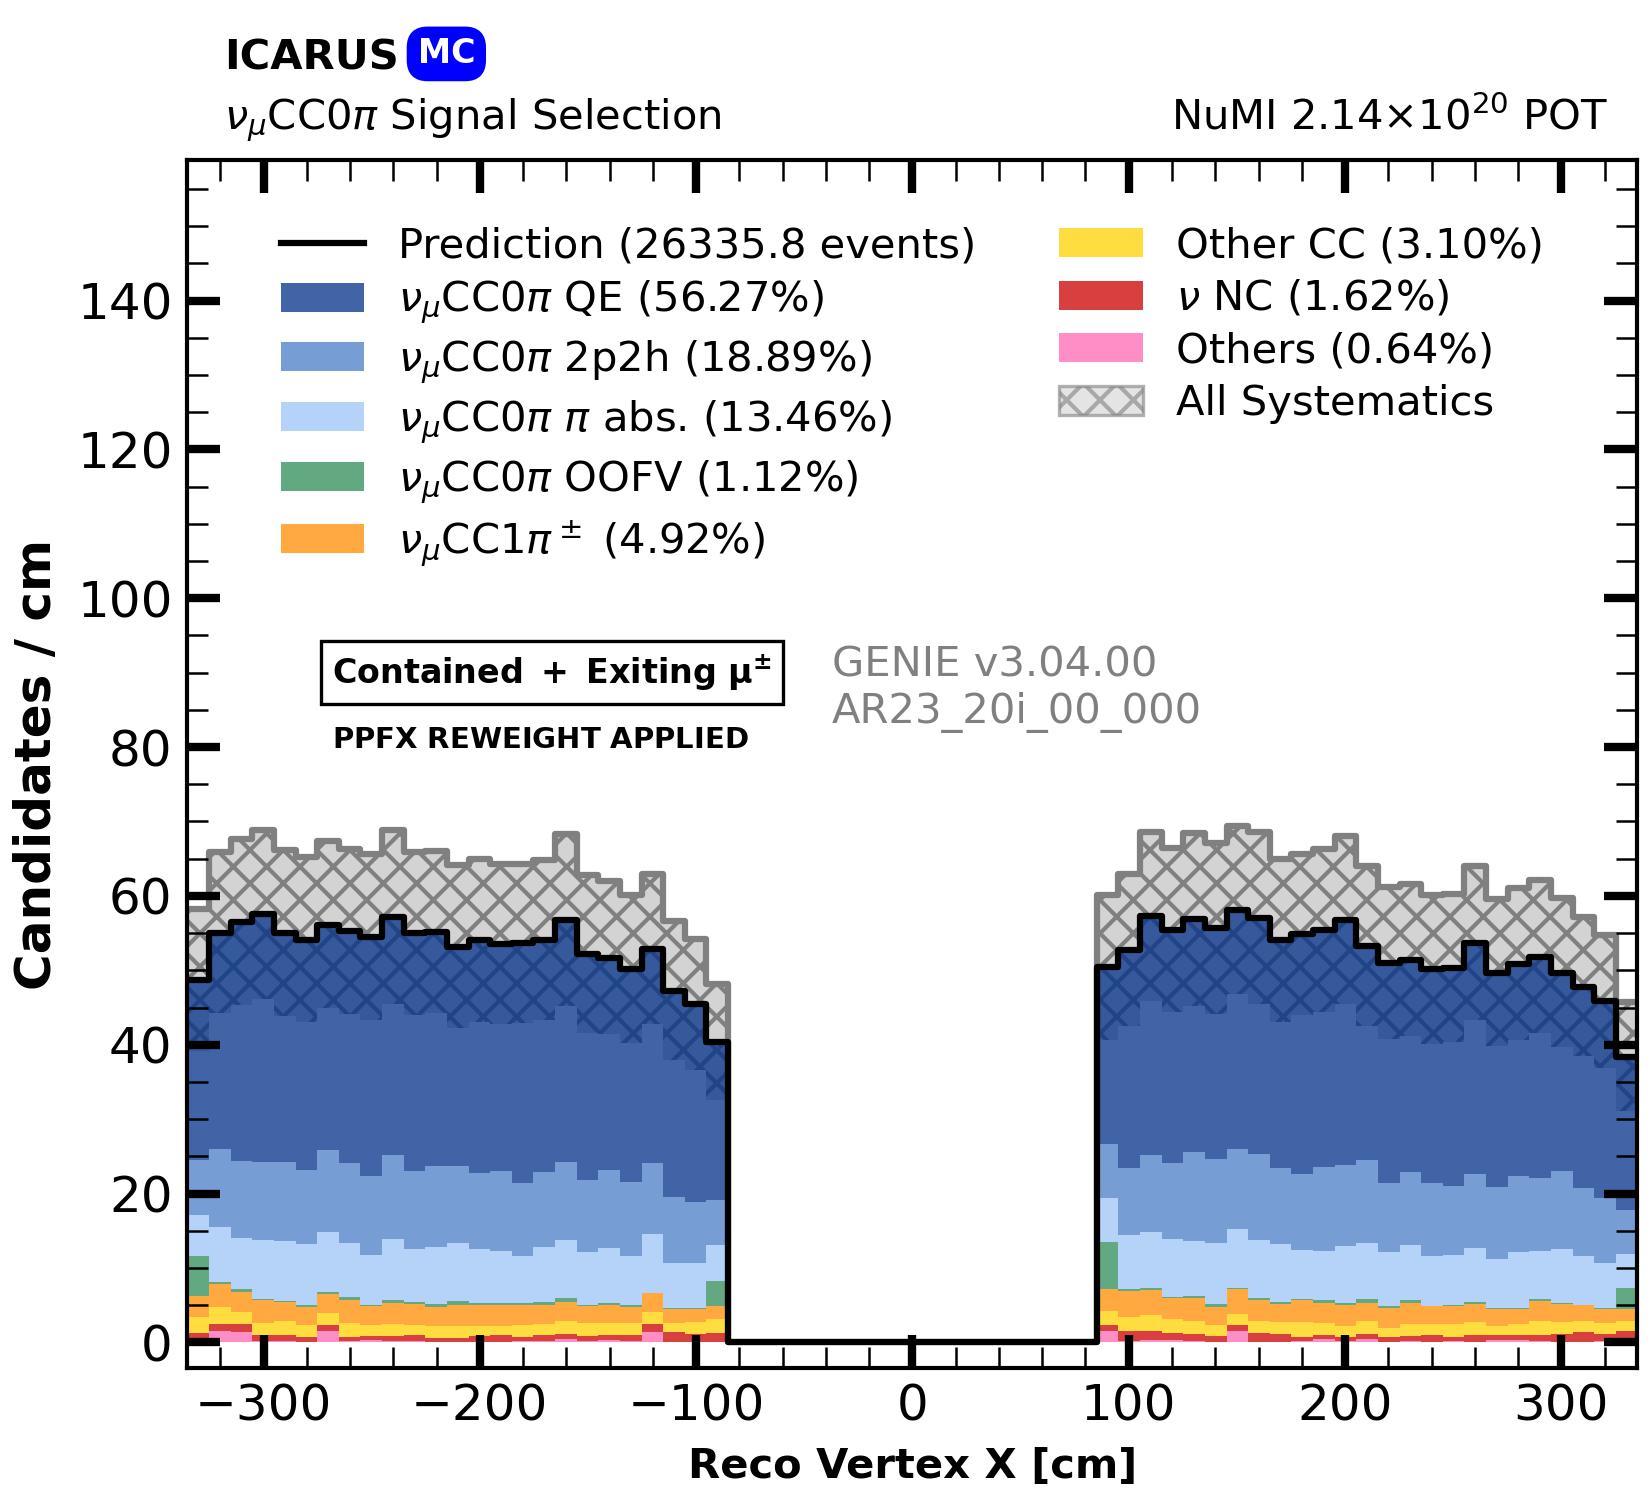 ICARUS MC
νμCC0π Signal Selection
NuMI 2.14×10²⁰ POT
Prediction (26335.8 events)
νμCC0π QE (56.27%)
νμCC0π 2p2h (18.89%)
νμCC0π π abs. (13.46%)
νμCC0π OOFV (1.12%)
νμCC1π± (4.92%)
Other CC (3.10%)
ν NC (1.62%)
Others (0.64%)
All Systematics
Contained + Exiting μ±
PPFX REWEIGHT APPLIED
GENIE v3.04.00
AR23_20i_00_000
Candidates / cm
140
120
100
80
60
40
20
0
−300 −200 −100 0 100 200 300
Reco Vertex X [cm]